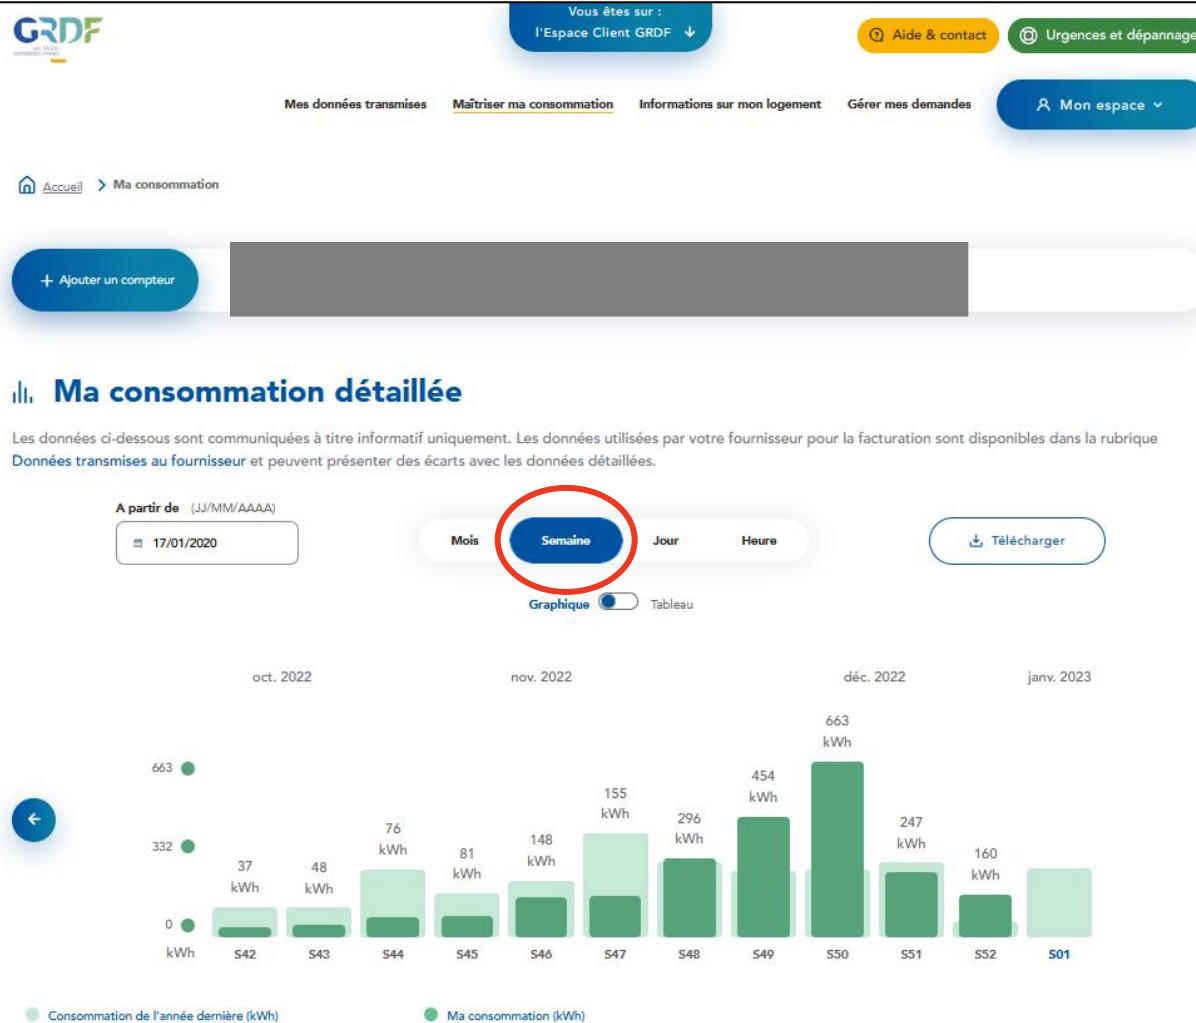 GRDF
Vous êtes sur :
l'Espace Client GRDF
Aide & contact
Urgences et dépannage
Mes données transmises
Maîtriser ma consommation
Informations sur mon logement
Gérer mes demandes
Mon espace
Accueil
Ma consommation
+ Ajouter un compteur
Ma consommation détaillée
Les données ci-dessous sont communiquées à titre informatif uniquement. Les données utilisées par votre fournisseur pour la facturation sont disponibles dans la rubrique
Données transmises au fournisseur et peuvent présenter des écarts avec les données détaillées.
A partir de (JJ/MM/AAAA)
17/01/2020
Mois
Semaine
Jour
Heure
Télécharger
Graphique
Tableau
oct. 2022
nov. 2022
déc. 2022
janv. 2023
663
332
0
kWh
37
kWh
48
kWh
76
kWh
81
kWh
148
kWh
155
kWh
296
kWh
454
kWh
663
kWh
247
kWh
160
kWh
S42
S43
S44
S45
S46
S47
S48
S49
S50
S51
S52
S01
Consommation de l'année dernière (kWh)
Ma consommation (kWh)